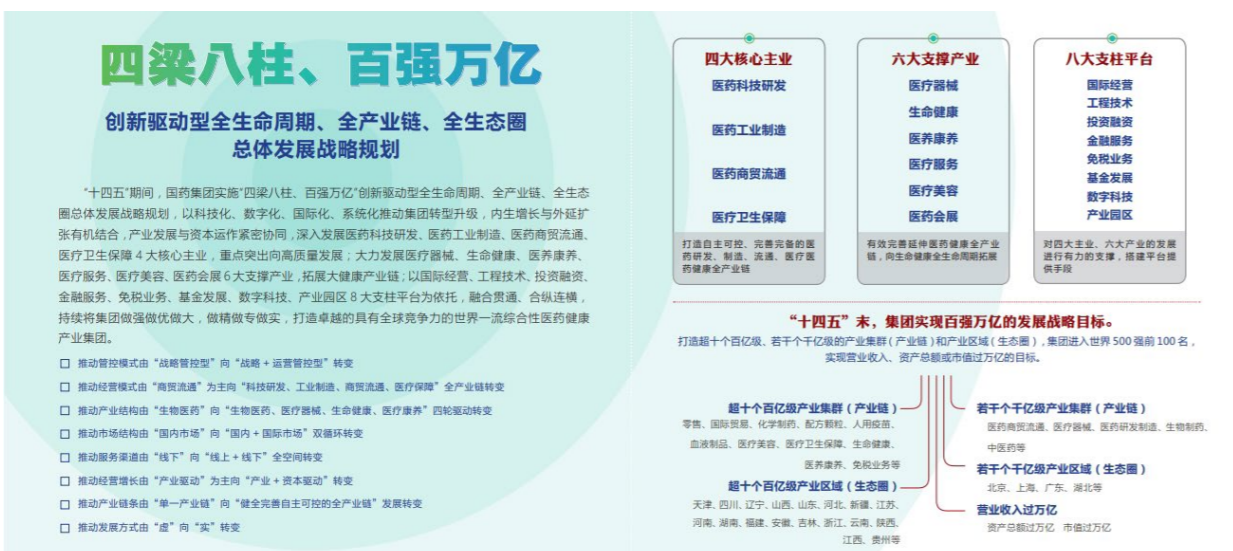 四梁八柱、百强万亿
创新驱动型全生命周期、全产业链、全生态圈
总体发展战略规划
“十四五”期间，国药集团实施“四梁八柱、百强万亿”创新驱动型全生命周期、全产业链、全生态
圈总体发展战略规划，以科技化、数字化、国际化、系统化推动集团转型升级，内生增长与外延扩
张有机结合，产业发展与资本运作紧密协同，深入发展医药科技研发、医药工业制造、医药商贸流通、
医疗卫生保障 4 大核心主业，重点突出向高质量发展；大力发展医疗器械、生命健康、医养康养、
医疗服务、医疗美容、医药会展 6 大支撑产业，拓展大健康产业链；以国际经营、工程技术、投资融资、
金融服务、免税业务、基金发展、数字科技、产业园区 8 大支柱平台为依托，融合贯通、合纵连横，
持续将集团做强做优做大，做精做专做实，打造卓越的具有全球竞争力的世界一流综合性医药健康
产业集团。
推动管控模式由“战略管控型”向“战略 + 运营管控型”转变
推动经营模式由“商贸流通”为主向“科技研发、工业制造、商贸流通、医疗保障”全产业链转变
推动产业结构由“生物医药”向“生物医药、医疗器械、生命健康、医疗康养”四轮驱动转变
推动市场结构由“国内市场”向“国内 + 国际市场”双循环转变
推动服务渠道由“线下”向“线上 + 线下”全空间转变
推动经营增长由“产业驱动”为主向“产业 + 资本驱动”转变
推动产业链条由“单一产业链”向“健全完善自主可控的全产业链”发展转变
推动发展方式由“虚”向“实”转变
四大核心主业
医药科技研发
医药工业制造
医药商贸流通
医疗卫生保障
打造自主可控、完善完备的医
药研发、制造、流通、医疗医
药健康全产业链
六大支撑产业
医疗器械
生命健康
医养康养
医疗服务
医疗美容
医药会展
有效完善延伸医药健康全产业
链，向生命健康全生命周期拓展
八大支柱平台
国际经营
工程技术
投资融资
金融服务
免税业务
基金发展
数字科技
产业园区
对四大主业、六大产业的发展
进行有力的支撑，搭建平台提
供手段
“十四五”末，集团实现百强万亿的发展战略目标。
打造超十个百亿级、若干个千亿级的产业集群（产业链）和产业区域（生态圈），集团进入世界 500 强前 100 名，
实现营业收入、资产总额或市值过万亿的目标。
超十个百亿级产业集群（产业链）
零售、国际贸易、化学制药、配方颗粒、人用疫苗、
血液制品、医疗美容、医疗卫生保障、生命健康、
医养康养、免税业务等
超十个百亿级产业区域（生态圈）
天津、四川、辽宁、山西、山东、河北、新疆、江苏、
河南、湖南、福建、安徽、吉林、浙江、云南、陕西、
江西、贵州等
若干个千亿级产业集群（产业链）
医药商贸流通、医疗器械、医药研发制造、生物制药、
中医药等
若干个千亿级产业区域（生态圈）
北京、上海、广东、湖北等
营业收入过万亿
资产总额过万亿 市值过万亿